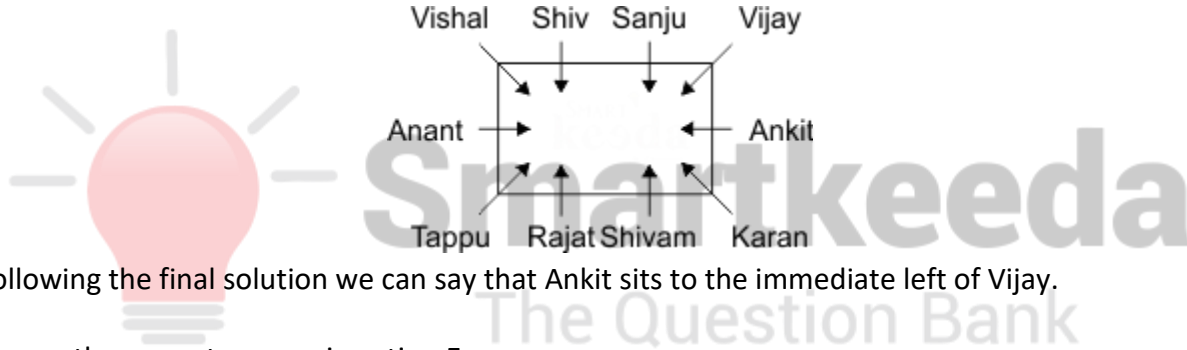 Vishal Shiv Sanju Vijay
Anant Ankit
Tappu Rajat Shivam Karan
Smartkeeda
ollowing the final solution we can say that Ankit sits to the immediate left of Vijay.
The Question Bank